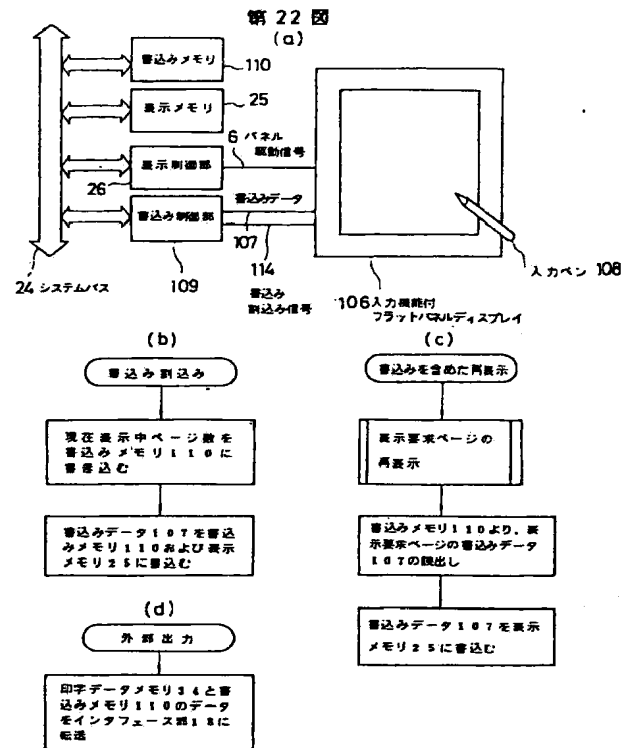 第 22 図
(a)
書込みメモリ
110
表示メモリ
25
6 パネル
駆動信号
表示制御部
26
書込みデータ
107
書込み制御部
114
109
24 システムバス
書込み
割込み信号
入力ペン 108
106 入力機能付
フラットパネルディスプレイ
(b)
書込み割込み
現在表示中ページ数を
書込みメモリ110に
書き込む
書込みデータ107を書込
みメモリ110および表示
メモリ25に書込む
(c)
書込みを含めた再表示
表示要求ページの
再表示
書込みメモリ110より、表
示要求ページの書込みデータ
107の読出し
書込みデータ107を表示
メモリ25に書込む
(d)
外部出力
印字データメモリ34と書
込みメモリ110のデータ
をインタフェース部18に
転送